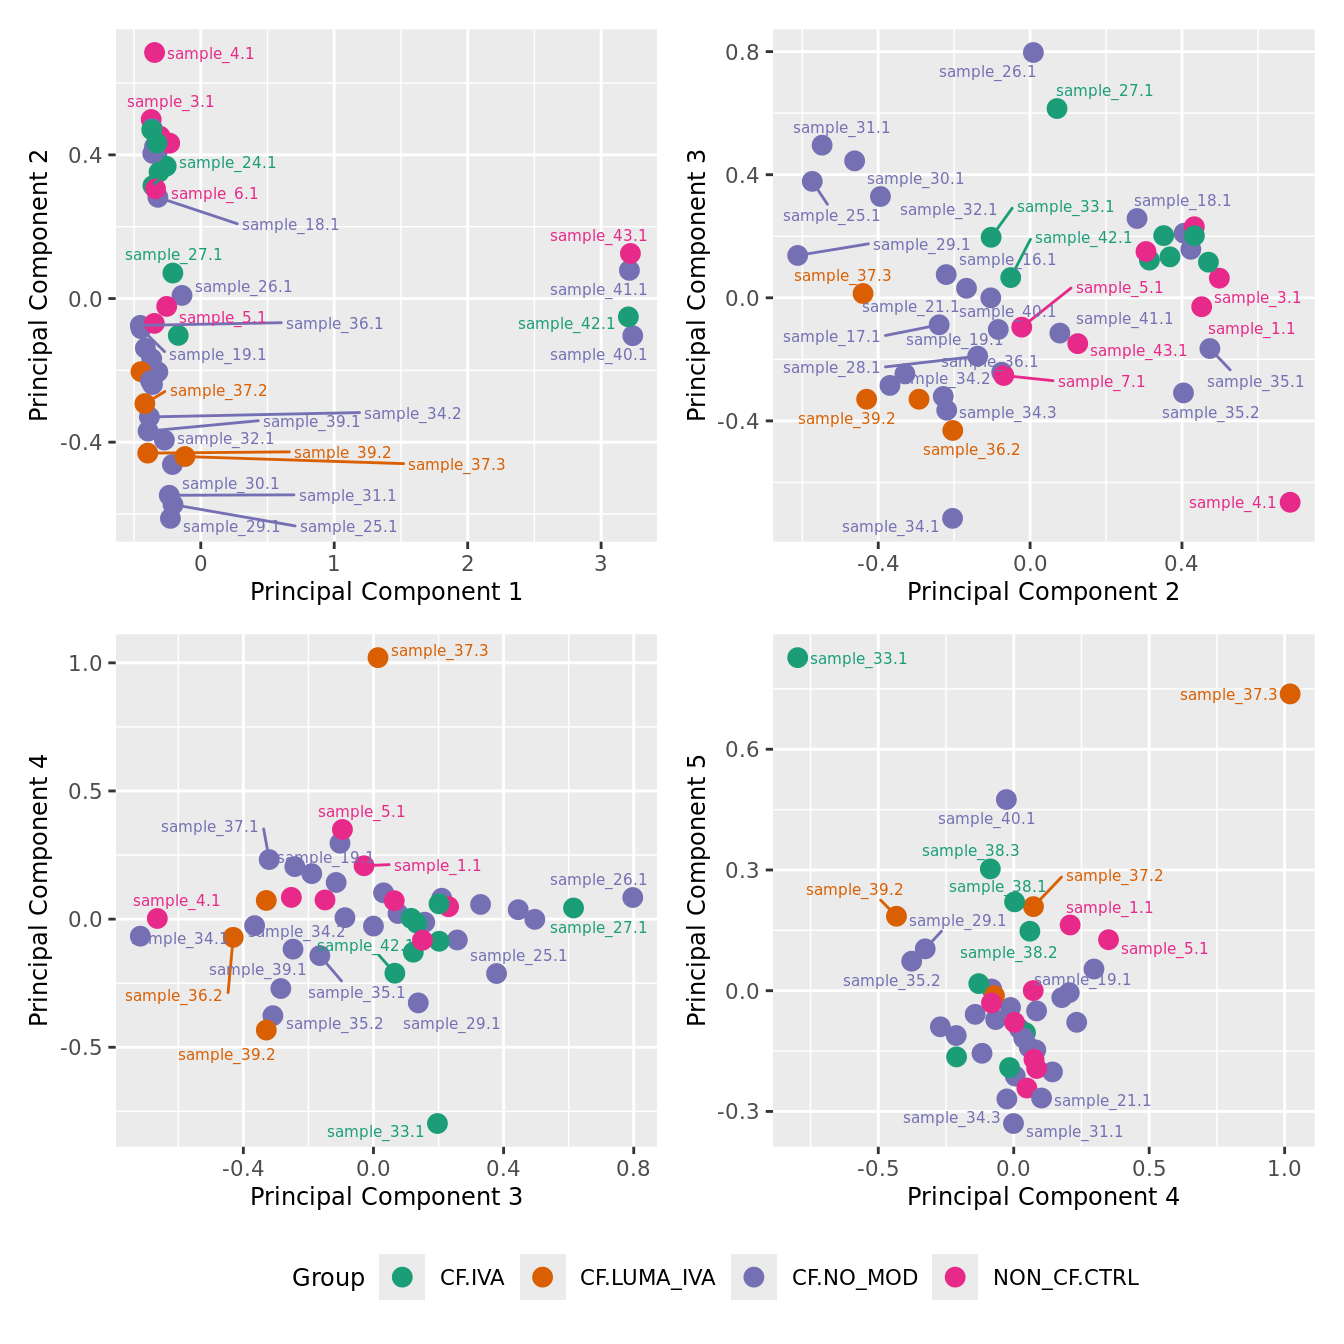 sample_4.1
sample_3.1
sample_24.1
sample_6.1
sample_18.1
sample_27.1
sample_26.1
sample_5.1
sample_36.1
sample_19.1
sample_37.2
sample_34.2
sample_39.1
sample_32.1
sample_39.2
sample_37.3
sample_30.1
sample_31.1
sample_29.1
sample_25.1
sample_43.1
sample_41.1
sample_42.1
sample_40.1
0.4
0.0
-0.4
0
1
2
3
Principal Component 1
Principal Component 2
sample_26.1
sample_27.1
sample_31.1
sample_30.1
sample_25.1
sample_32.1
sample_33.1
sample_18.1
sample_42.1
sample_29.1
sample_16.1
sample_37.3
sample_5.1
sample_3.1
sample_21.1
sample_40.1
sample_41.1
sample_1.1
sample_17.1
sample_19.1
sample_43.1
sample_28.1
sample_36.1
sample_34.2
sample_7.1
sample_35.1
sample_39.2
sample_34.3
sample_35.2
sample_36.2
sample_4.1
sample_34.1
0.8
0.4
0.0
-0.4
-0.4
0.0
0.4
Principal Component 2
Principal Component 3
sample_37.3
sample_5.1
sample_37.1
sample_19.1
sample_1.1
sample_26.1
sample_4.1
sample_27.1
sample_34.1
sample_34.2
sample_42.1
sample_25.1
sample_39.1
sample_36.2
sample_35.1
sample_35.2
sample_29.1
sample_39.2
sample_33.1
1.0
0.5
0.0
-0.5
-0.4
0.0
0.4
0.8
Principal Component 3
Principal Component 4
sample_33.1
sample_37.3
sample_40.1
sample_38.3
sample_37.2
sample_38.1
sample_39.2
sample_1.1
sample_29.1
sample_5.1
sample_38.2
sample_35.2
sample_19.1
sample_21.1
sample_34.3
sample_31.1
0.6
0.3
0.0
-0.3
-0.5
0.0
0.5
1.0
Principal Component 4
Principal Component 5
Group CF.IVA CF.LUMA_IVA CF.NO_MOD NON_CF.CTRL